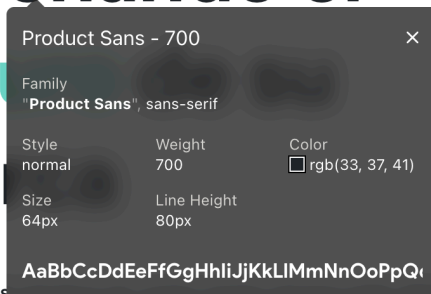 Product Sans - 700
Family
"Product Sans", sans-serif
Style Weight Color
normal 700 rgb(33, 37, 41)
Size Line Height
64px 80px
AaBbCcDdEeFfGgHhIiJjKkLlMmNnOoPpQ